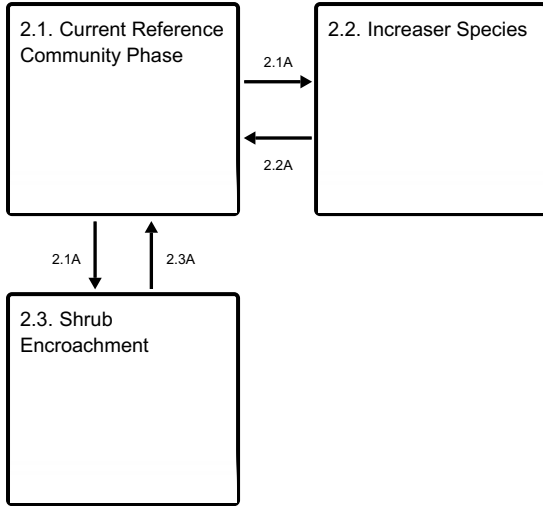 2.1. Current Reference
Community Phase
2.1A
2.2. Increaser Species
2.2A
2.1A
2.3A
2.3. Shrub
Encroachment